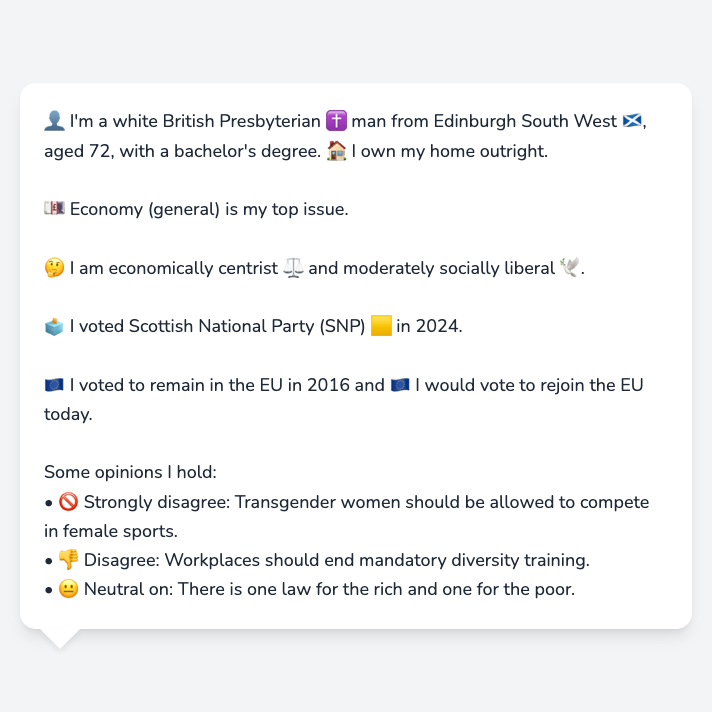 👤 I'm a white British Presbyterian ✝️ man from Edinburgh South West 🏴󠁧󠁢󠁳󠁣󠁴󠁿,
aged 72, with a bachelor's degree. 🏠 I own my home outright.
💷 Economy (general) is my top issue.
🤔 I am economically centrist ⚖️ and moderately socially liberal 🕊️.
🗳️ I voted Scottish National Party (SNP) 🟨 in 2024.
🇪🇺 I voted to remain in the EU in 2016 and 🇪🇺 I would vote to rejoin the EU
today.
Some opinions I hold:
• 🚫 Strongly disagree: Transgender women should be allowed to compete
in female sports.
• 👎 Disagree: Workplaces should end mandatory diversity training.
• 😐 Neutral on: There is one law for the rich and one for the poor.